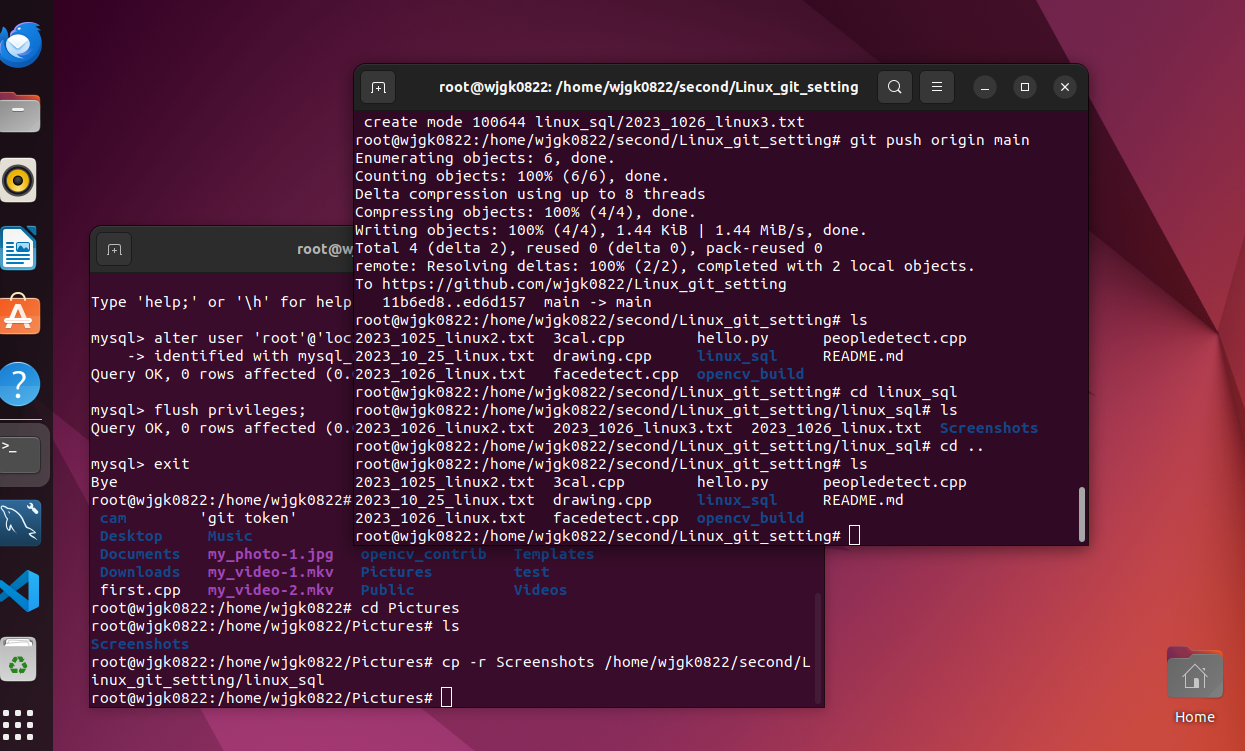 root@wjgk0822: /home/wjgk0822/second/Linux_git_setting
 create mode 100644 linux_sql/2023_1026_linux3.txt
root@wjgk0822:/home/wjgk0822/second/Linux_git_setting# git push origin main
Enumerating objects: 6, done.
Counting objects: 100% (6/6), done.
Delta compression using up to 8 threads
Compressing objects: 100% (4/4), done.
Writing objects: 100% (4/4), 1.44 KiB | 1.44 MiB/s, done.
Total 4 (delta 2), reused 0 (delta 0), pack-reused 0
remote: Resolving deltas: 100% (2/2), completed with 2 local objects.
To https://github.com/wjgk0822/Linux_git_setting
   11b6ed8..ed6d157  main -> main
root@wjgk0822:/home/wjgk0822/second/Linux_git_setting# ls
2023_1025_linux2.txt  3cal.cpp        hello.py      peopledetect.cpp
2023_10_25_linux.txt  drawing.cpp     linux_sql     README.md
2023_1026_linux.txt   facedetect.cpp  opencv_build
root@wjgk0822:/home/wjgk0822/second/Linux_git_setting# cd linux_sql
root@wjgk0822:/home/wjgk0822/second/Linux_git_setting/linux_sql# ls
2023_1026_linux2.txt  2023_1026_linux3.txt  2023_1026_linux.txt  Screenshots
root@wjgk0822:/home/wjgk0822/second/Linux_git_setting/linux_sql# cd ..
root@wjgk0822:/home/wjgk0822/second/Linux_git_setting# ls
2023_1025_linux2.txt  3cal.cpp        hello.py      peopledetect.cpp
2023_10_25_linux.txt  drawing.cpp     linux_sql     README.md
2023_1026_linux.txt   facedetect.cpp  opencv_build
root@wjgk0822:/home/wjgk0822/second/Linux_git_setting#
root@w
Type 'help;' or '\h' for help
mysql> alter user 'root'@'loc
    -> identified with mysql_
Query OK, 0 rows affected (0.
mysql> flush privileges;
Query OK, 0 rows affected (0.
mysql> exit
Bye
root@wjgk0822:/home/wjgk0822#
 cam        'git token'
 Desktop     Music
 Documents   my_photo-1.jpg   opencv_contrib   Templates
 Downloads   my_video-1.mkv   Pictures         test
 first.cpp   my_video-2.mkv   Public           Videos
root@wjgk0822:/home/wjgk0822# cd Pictures
root@wjgk0822:/home/wjgk0822/Pictures# ls
Screenshots
root@wjgk0822:/home/wjgk0822/Pictures# cp -r Screenshots /home/wjgk0822/second/L
inux_git_setting/linux_sql
root@wjgk0822:/home/wjgk0822/Pictures#
Home